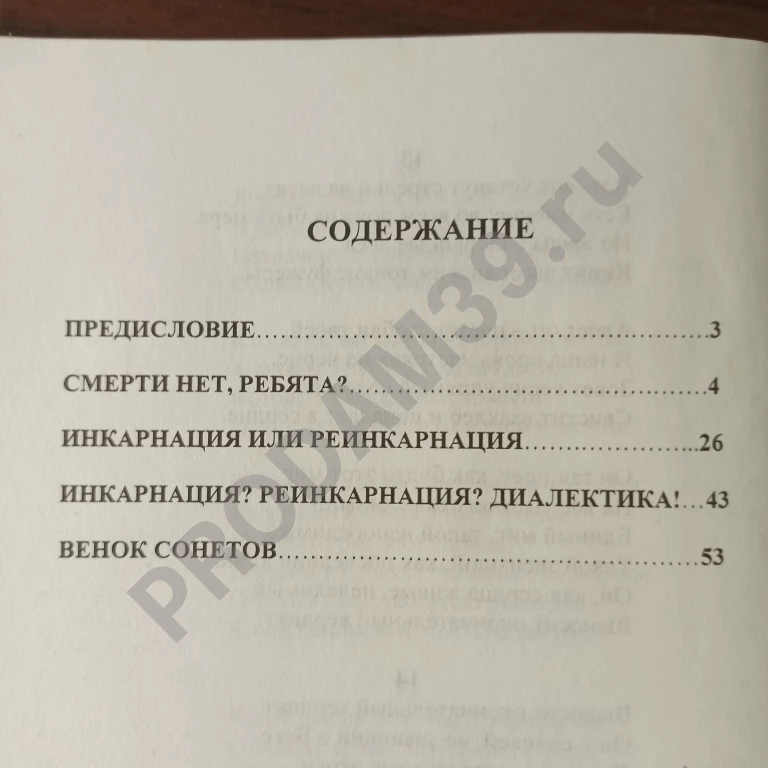 СОДЕРЖАНИЕ
ПРЕДИСЛОВИЕ..................................................................3
СМЕРТИ НЕТ, РЕБЯТА?....................................................4
ИНКАРНАЦИЯ ИЛИ РЕИНКАРНАЦИЯ.........................26
ИНКАРНАЦИЯ? РЕИНКАРНАЦИЯ? ДИАЛЕКТИКА!...43
ВЕНОК СОНЕТОВ..............................................................53
PRODAM39.ru